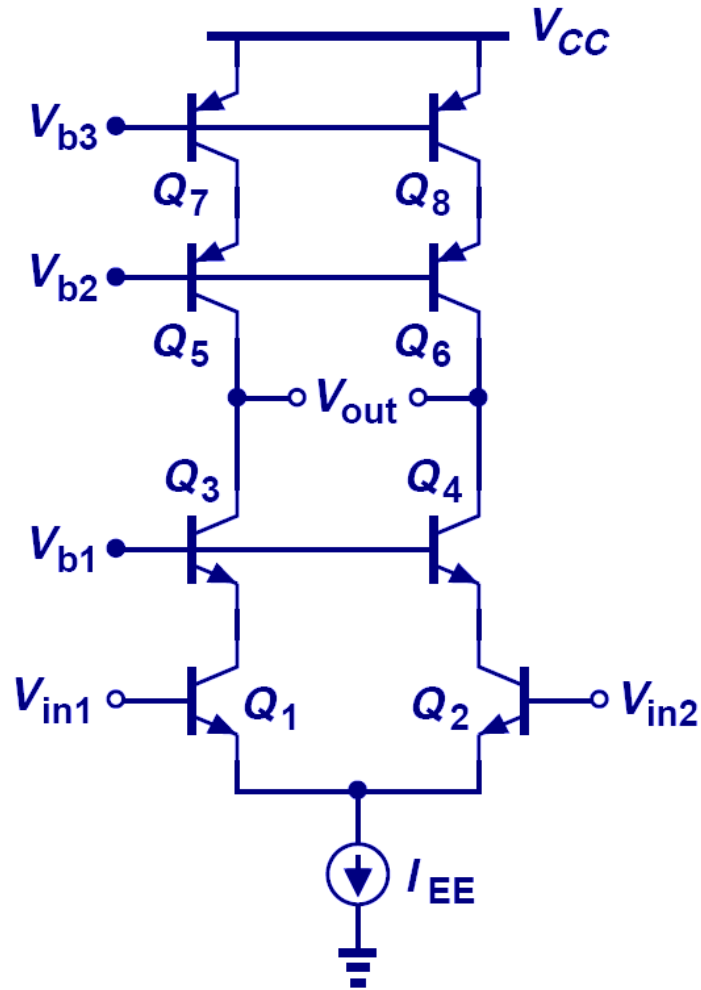 VCC
Vb3
Q7 Q8
Vb2
Q5 Q6
Vout
Q3 Q4
Vb1
Vin1 Q1 Q2 Vin2
IEE